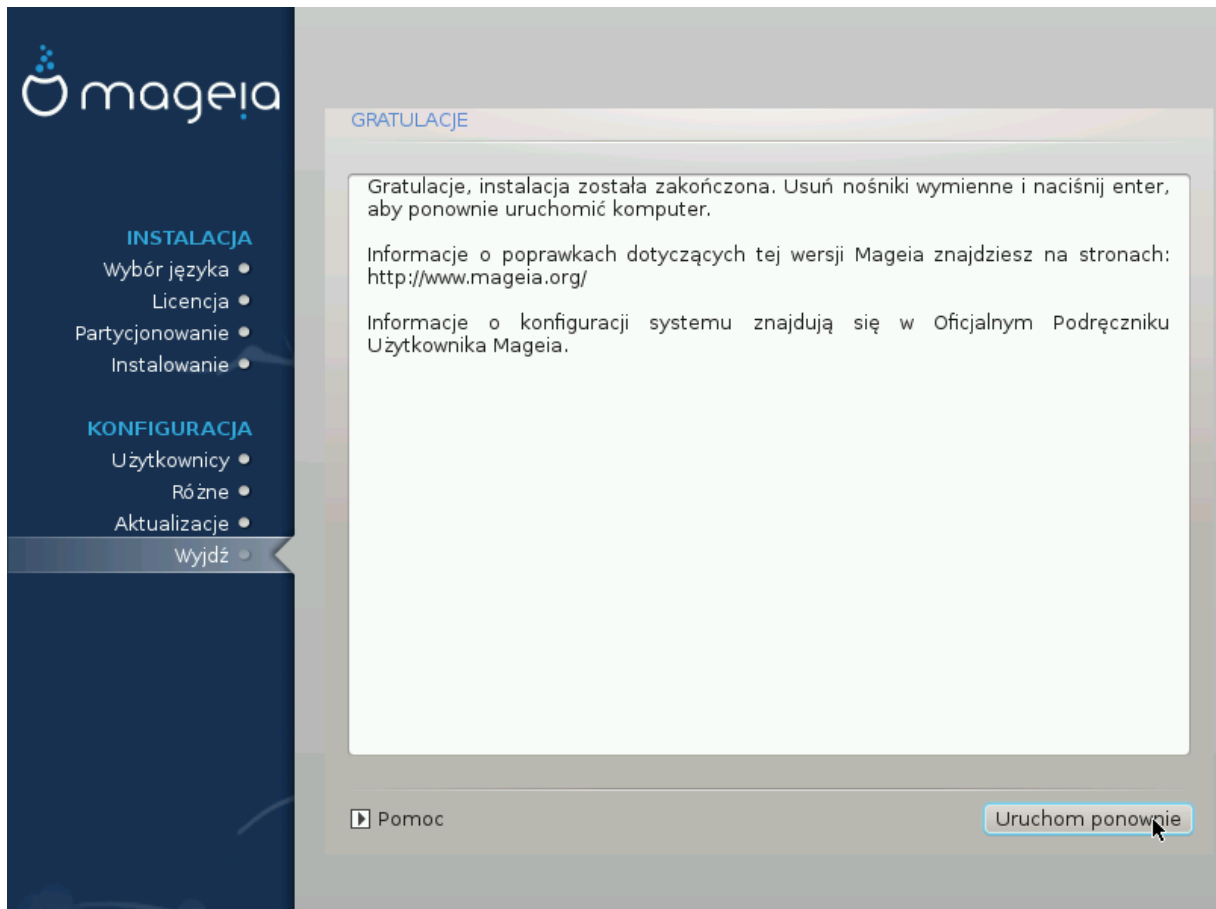 mageia
INSTALACJA
Wybór języka
Licencja
Partycjonowanie
Instalowanie
KONFIGURACJA
Użytkownicy
Różne
Aktualizacje
Wyjdź
GRATULACJE
Gratulacje, instalacja została zakończona. Usuń nośniki wymienne i naciśnij enter,
aby ponownie uruchomić komputer.
Informacje o poprawkach dotyczących tej wersji Mageia znajdziesz na stronach:
http://www.mageia.org/
Informacje o konfiguracji systemu znajdują się w Oficjalnym Podręczniku
Użytkownika Mageia.
Pomoc
Uruchom ponownie